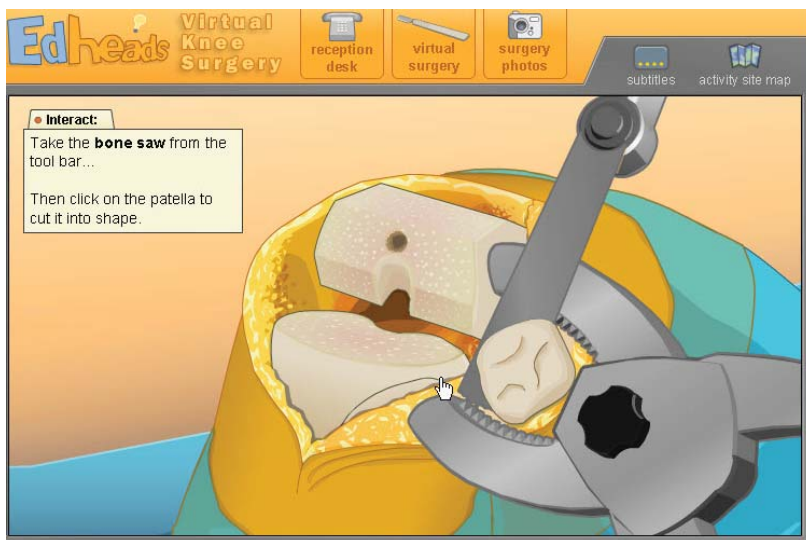 Edheads
Virtual
Knee
Surgery
reception
desk
virtual
surgery
surgery
photos
subtitles
activity site map
Interact:
Take the bone saw from the
tool bar...
Then click on the patella to
cut it into shape.